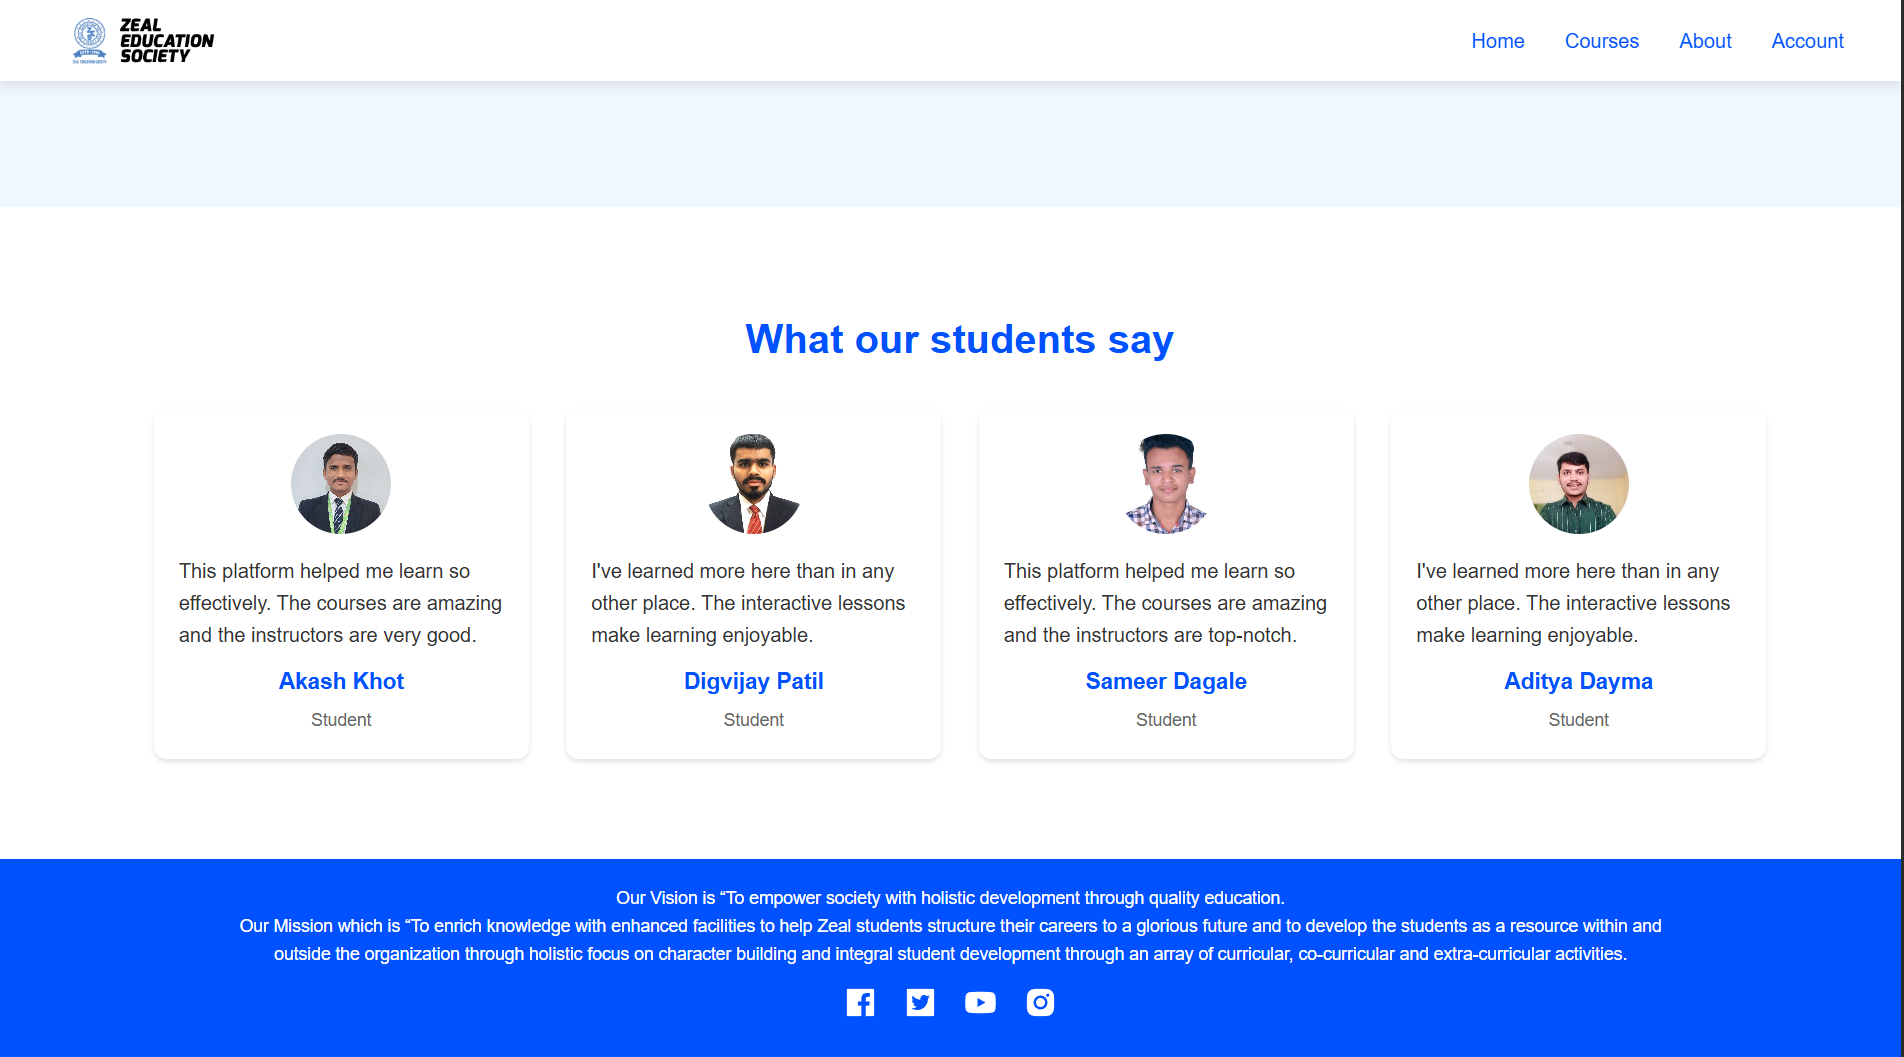 ZEAL
EDUCATION
SOCIETY
ZEAL EDUCATION SOCIETY
Home
Courses
About
Account
What our students say
This platform helped me learn so
effectively. The courses are amazing
and the instructors are very good.
Akash Khot
Student
I've learned more here than in any
other place. The interactive lessons
make learning enjoyable.
Digvijay Patil
Student
This platform helped me learn so
effectively. The courses are amazing
and the instructors are top-notch.
Sameer Dagale
Student
I've learned more here than in any
other place. The interactive lessons
make learning enjoyable.
Aditya Dayma
Student
Our Vision is “To empower society with holistic development through quality education.
Our Mission which is “To enrich knowledge with enhanced facilities to help Zeal students structure their careers to a glorious future and to develop the students as a resource within and
outside the organization through holistic focus on character building and integral student development through an array of curricular, co-curricular and extra-curricular activities.